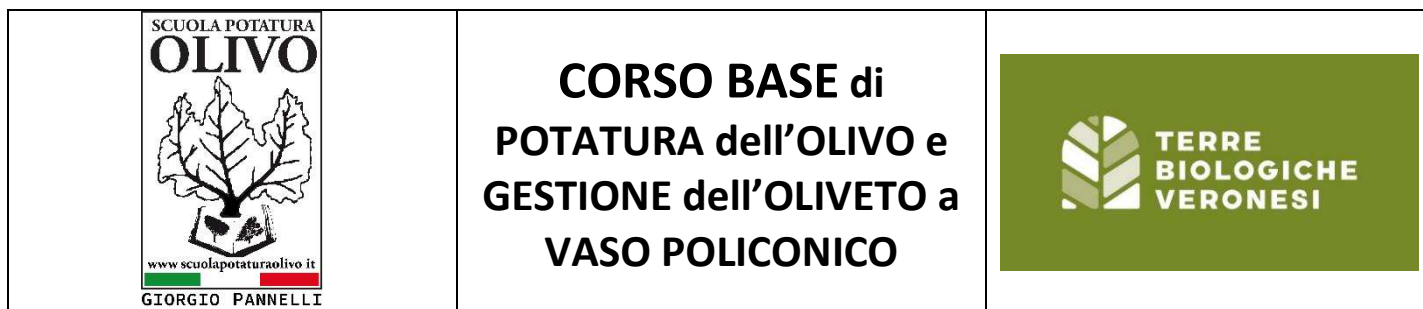 SCUOLA POTATURA
OLIVO
www.scuolapotaturaolivo.it
GIORGIO PANNELLI
CORSO BASE di
POTATURA dell’OLIVO e
GESTIONE dell’OLIVETO a
VASO POLICONICO
TERRE
BIOLOGICHE
VERONESI